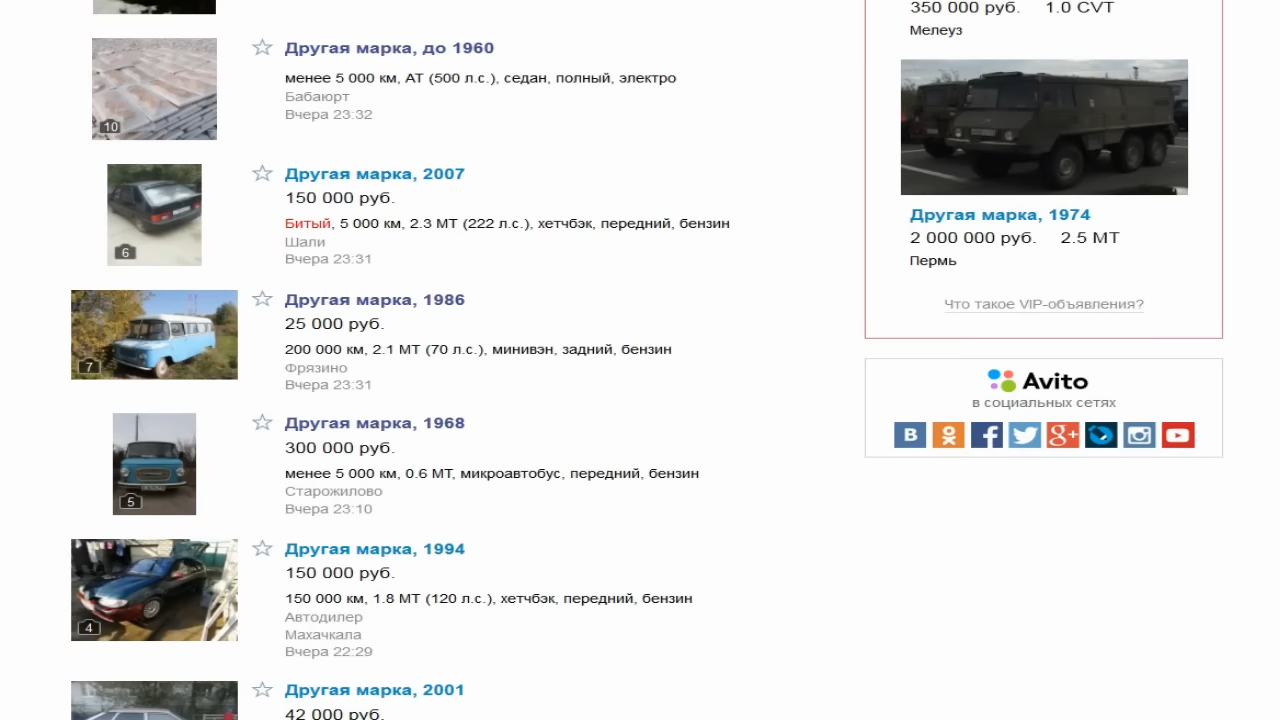 Другая марка, до 1960
менее 5 000 км, АТ (500 л.с.), седан, полный, электро
Бабаюрт
Вчера 23:32
10
Другая марка, 2007
150 000 руб.
Битый, 5 000 км, 2.3 МТ (222 л.с.), хетчбэк, передний, бензин
Шали
Вчера 23:31
6
Другая марка, 1986
25 000 руб.
200 000 км, 2.1 МТ (70 л.с.), минивэн, задний, бензин
Фрязино
Вчера 23:31
7
Другая марка, 1968
300 000 руб.
менее 5 000 км, 0.6 МТ, микроавтобус, передний, бензин
Старожилово
Вчера 23:10
5
Другая марка, 1994
150 000 руб.
150 000 км, 1.8 МТ (120 л.с.), хетчбэк, передний, бензин
Автодилер
Махачкала
Вчера 22:29
4
Другая марка, 2001
42 000 руб.
350 000 руб. 1.0 CVT
Мелеуз
Другая марка, 1974
2 000 000 руб. 2.5 МТ
Пермь
Что такое VIP-объявления?
Avito
в социальных сетях